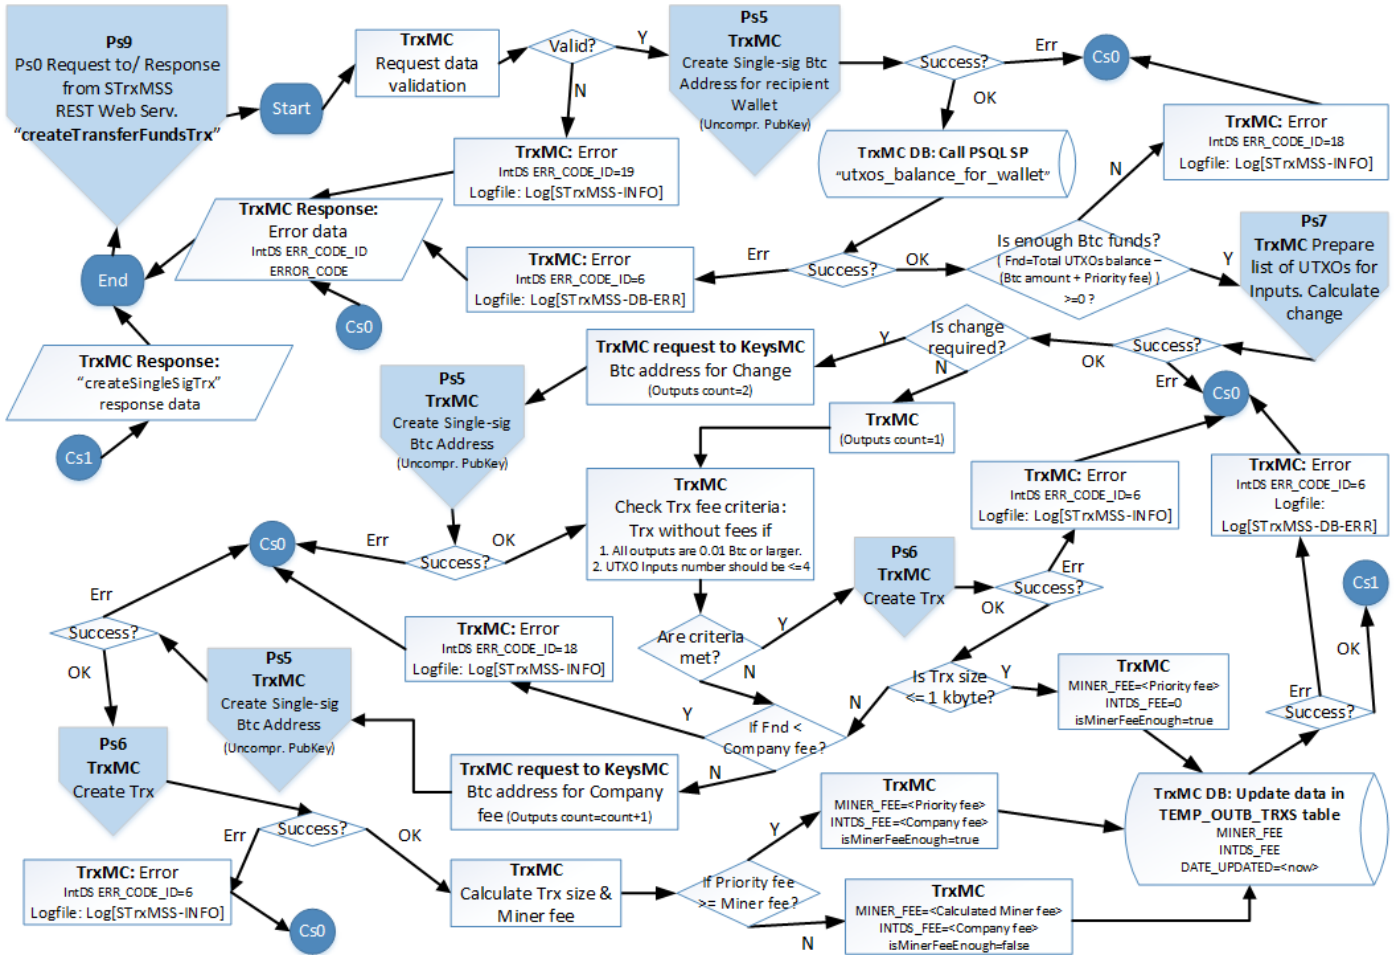 Ps9
Ps0 Request to/ Response
from STrxMSS
REST Web Serv.
“createTransferFundsTrx”
Start
TrxMC
Request data
validation
Valid?
Y
N
Ps5
TrxMC
Create Single-sig Btc
Address for recipient
Wallet
(Uncompr. PubKey)
Success?
Err
OK
Cs0
TrxMC: Error
IntDS ERR_CODE_ID=18
Logfile: Log[STrxMSS-INFO]
N
TrxMC: Error
IntDS ERR_CODE_ID=19
Logfile: Log[STrxMSS-INFO]
TrxMC DB: Call PSQL SP
“utxos_balance_for_wallet”
TrxMC Response:
Error data
IntDS ERR_CODE_ID
ERROR_CODE
End
Cs0
TrxMC: Error
IntDS ERR_CODE_ID=6
Logfile: Log[STrxMSS-DB-ERR]
Err
Success?
OK
Is enough Btc funds?
( Fnd=Total UTXOs balance –
(Btc amount + Priority fee) )
>=0 ?
Y
Ps7
TrxMC Prepare
list of UTXOs for
Inputs. Calculate
change
TrxMC Response:
“createSingleSigTrx”
response data
Cs1
Ps5
TrxMC
Create Single-sig
Btc Address
(Uncompr. PubKey)
TrxMC request to KeysMC
Btc address for Change
(Outputs count=2)
Y
Is change
required?
N
OK
Success?
Err
Cs0
TrxMC
(Outputs count=1)
TrxMC
Check Trx fee criteria:
Trx without fees if
1. All outputs are 0.01 Btc or larger.
2. UTXO Inputs number should be <=4
TrxMC: Error
IntDS ERR_CODE_ID=6
Logfile: Log[STrxMSS-INFO]
TrxMC: Error
IntDS ERR_CODE_ID=6
Logfile:
Log[STrxMSS-DB-ERR]
Cs0
Err
Success?
OK
Ps6
TrxMC
Create Trx
Err
Success?
OK
Cs1
OK
Err
Success?
OK
TrxMC: Error
IntDS ERR_CODE_ID=18
Logfile: Log[STrxMSS-INFO]
Are criteria
met?
Y
N
Ps5
TrxMC
Create Single-sig
Btc Address
(Uncompr. PubKey)
Is Trx size
<= 1 kbyte?
Y
N
TrxMC
MINER_FEE=<Priority fee>
INTDS_FEE=0
isMinerFeeEnough=true
Err
Success?
Y
If Fnd <
Company fee?
N
Ps6
TrxMC
Create Trx
TrxMC request to KeysMC
Btc address for Company
fee (Outputs count=count+1)
TrxMC
MINER_FEE=<Priority fee>
INTDS_FEE=<Company fee>
isMinerFeeEnough=true
TrxMC DB: Update data in
TEMP_OUTB_TRXS table
MINER_FEE
INTDS_FEE
DATE_UPDATED=<now>
Err
Success?
OK
Y
TrxMC: Error
IntDS ERR_CODE_ID=6
Logfile: Log[STrxMSS-INFO]
Cs0
TrxMC
Calculate Trx size &
Miner fee
If Priority fee
>= Miner fee?
N
TrxMC
MINER_FEE=<Calculated Miner fee>
INTDS_FEE=<Company fee>
isMinerFeeEnough=false